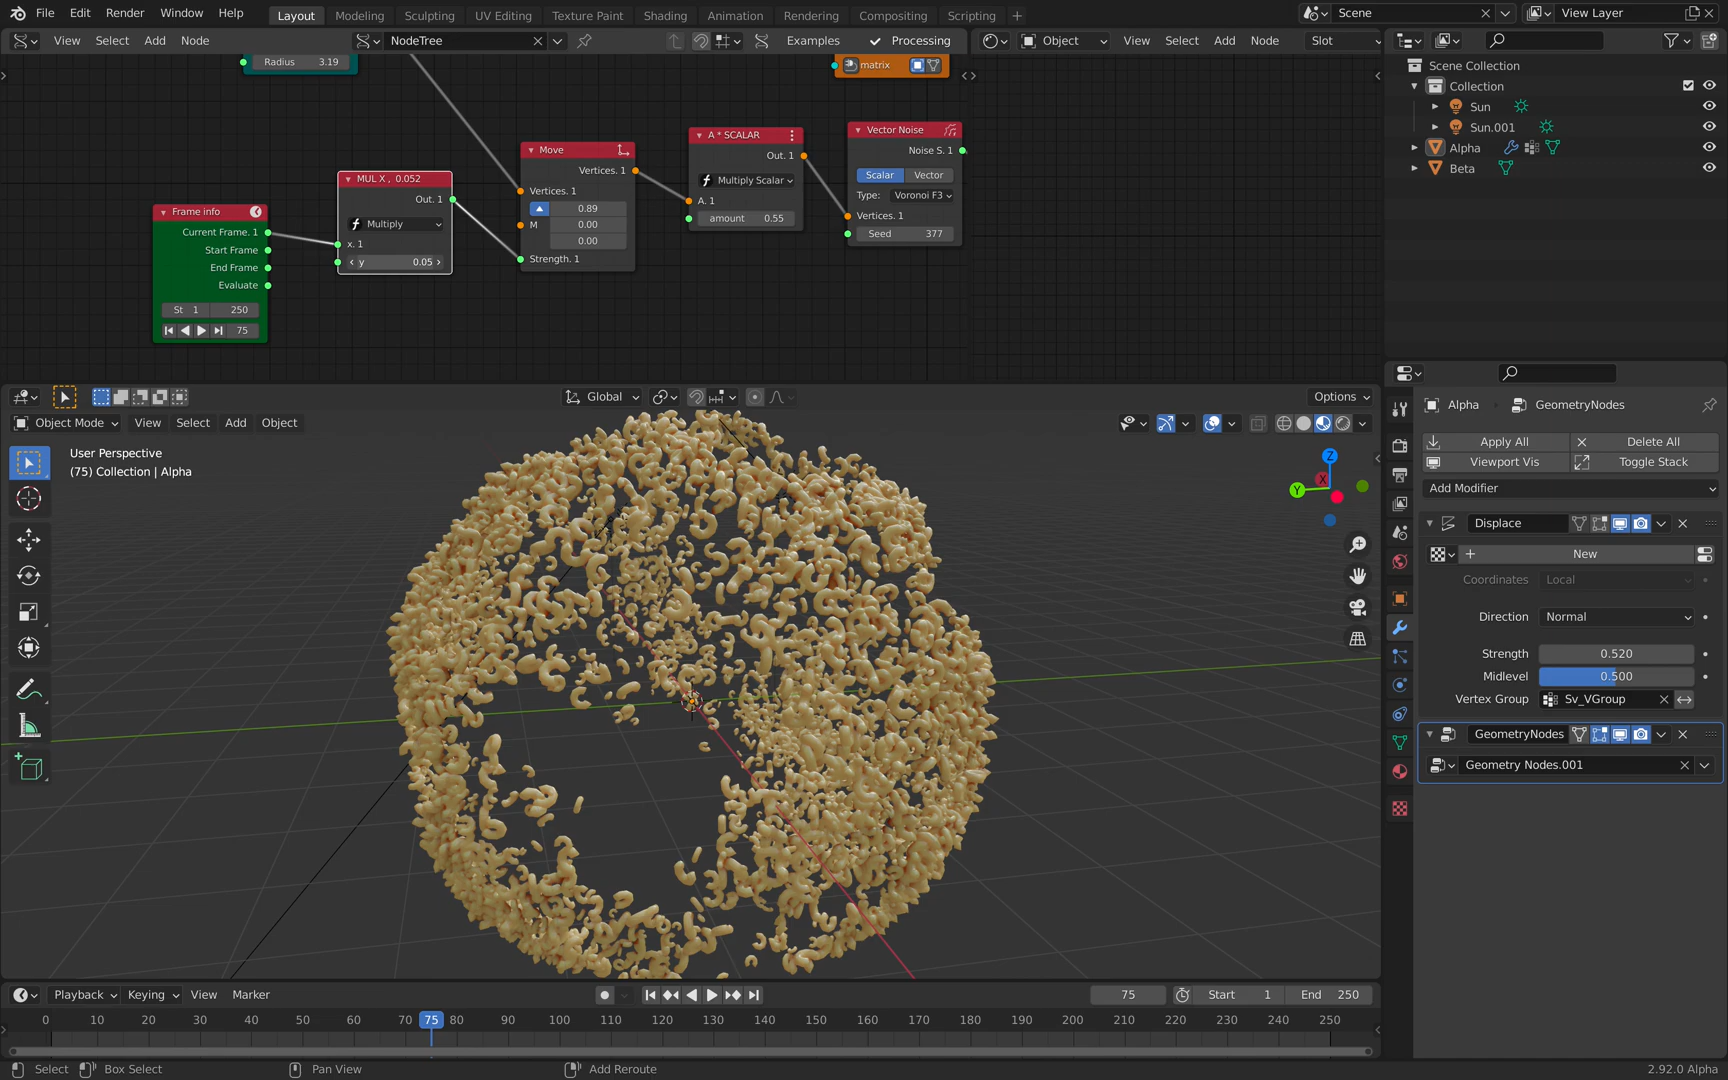 File Edit Render Window Help Layout Modeling Sculpting UV Editing Texture Paint Shading Animation Rendering Compositing Scripting +
Scene View Layer
View Select Add Node NodeTree Examples Processing Object View Select Add Node Slot
Radius 3.19
matrix
MUL X , 0.052
Out. 1
Multiply
x. 1
y 0.05
Frame info
Current Frame. 1
Start Frame
End Frame
Evaluate
St 1 250
75
Move
Vertices. 1
Vertices. 1
0.89
M 0.00
0.00
Strength. 1
A * SCALAR
Out. 1
Multiply Scalar
A. 1
amount 0.55
Vector Noise
Noise S. 1
Scalar Vector
Type: Voronoi F3
Vertices. 1
Seed 377
Scene Collection
Collection
Sun
Sun.001
Alpha
Beta
Global
Options
Object Mode View Select Add Object
User Perspective
(75) Collection | Alpha
Z
X
Y
Alpha GeometryNodes
Apply All Delete All
Viewport Vis Toggle Stack
Add Modifier
Displace
New
Coordinates Local
Direction Normal
Strength 0.520
Midlevel 0.500
Vertex Group Sv_VGroup
GeometryNodes
Geometry Nodes.001
Playback Keying View Marker 75 Start 1 End 250
0 10 20 30 40 50 60 70 75 80 90 100 110 120 130 140 150 160 170 180 190 200 210 220 230 240 250
Select Box Select Pan View Add Reroute 2.92.0 Alpha